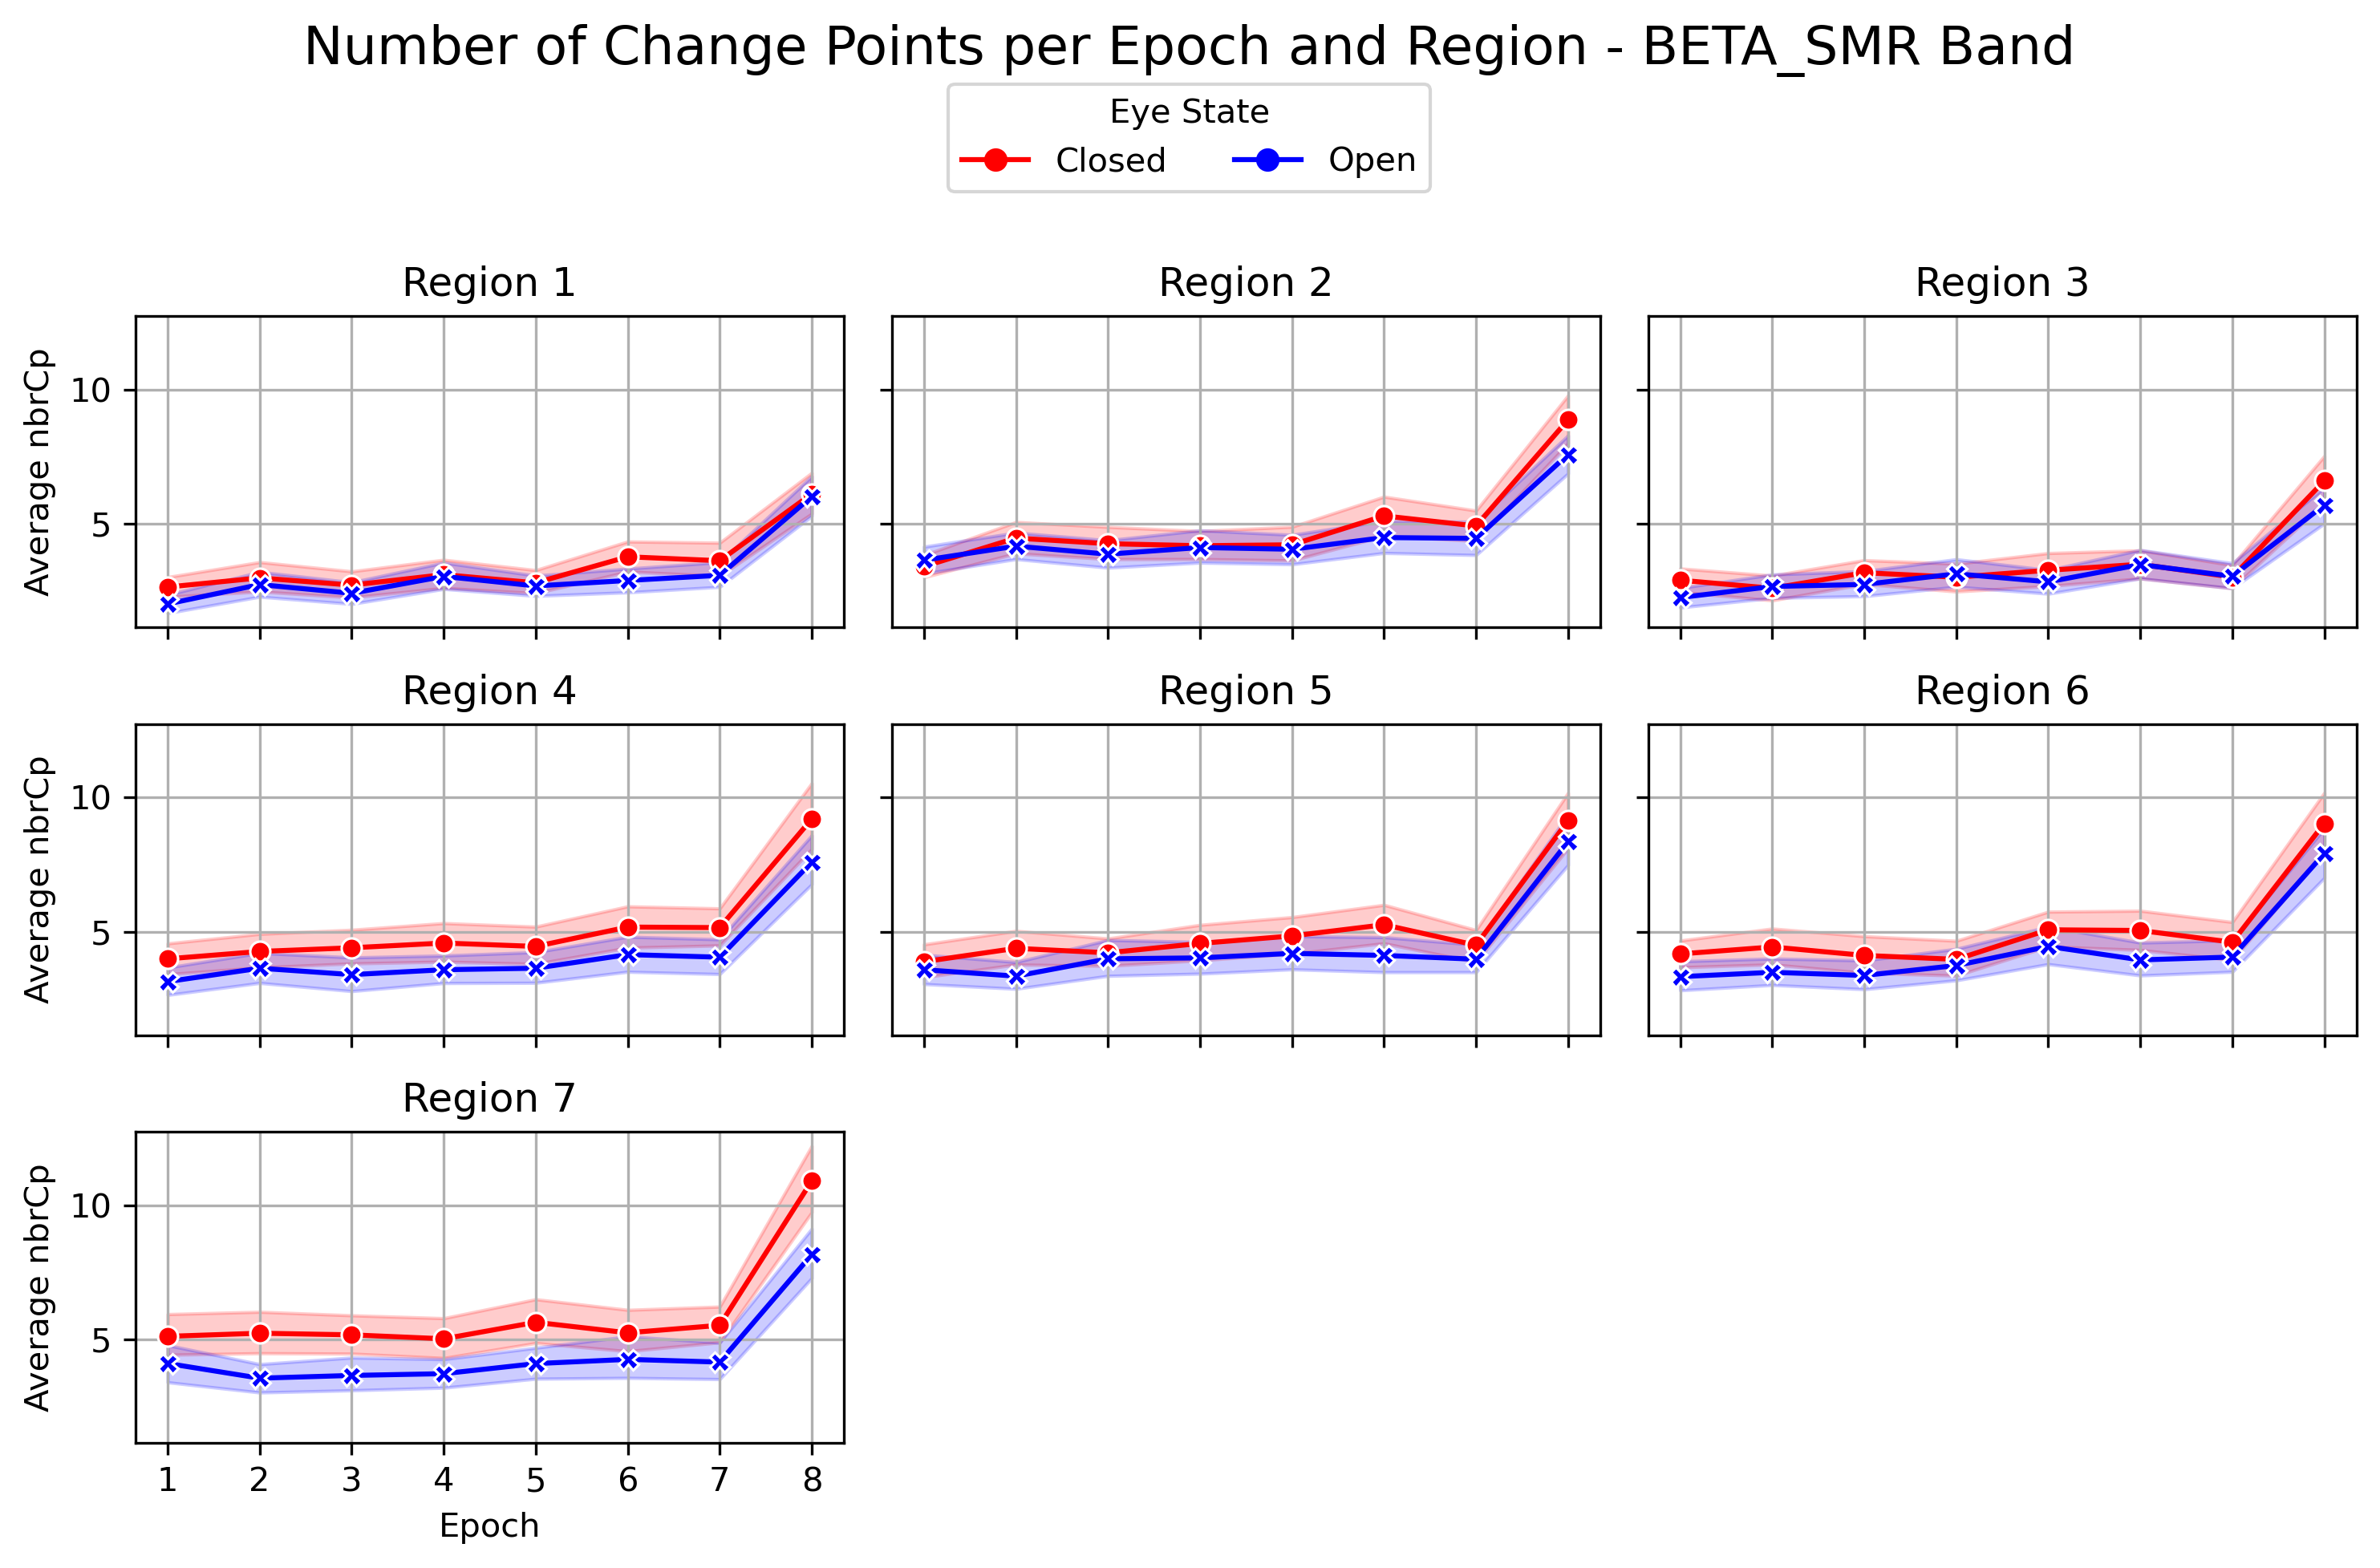 Number of Change Points per Epoch and Region - BETA_SMR Band
Eye State
Closed Open
Region 1 Region 2 Region 3
Average nbrCp
10
5
Region 4 Region 5 Region 6
Average nbrCp
10
5
Region 7
Average nbrCp
10
5
1 2 3 4 5 6 7 8
Epoch